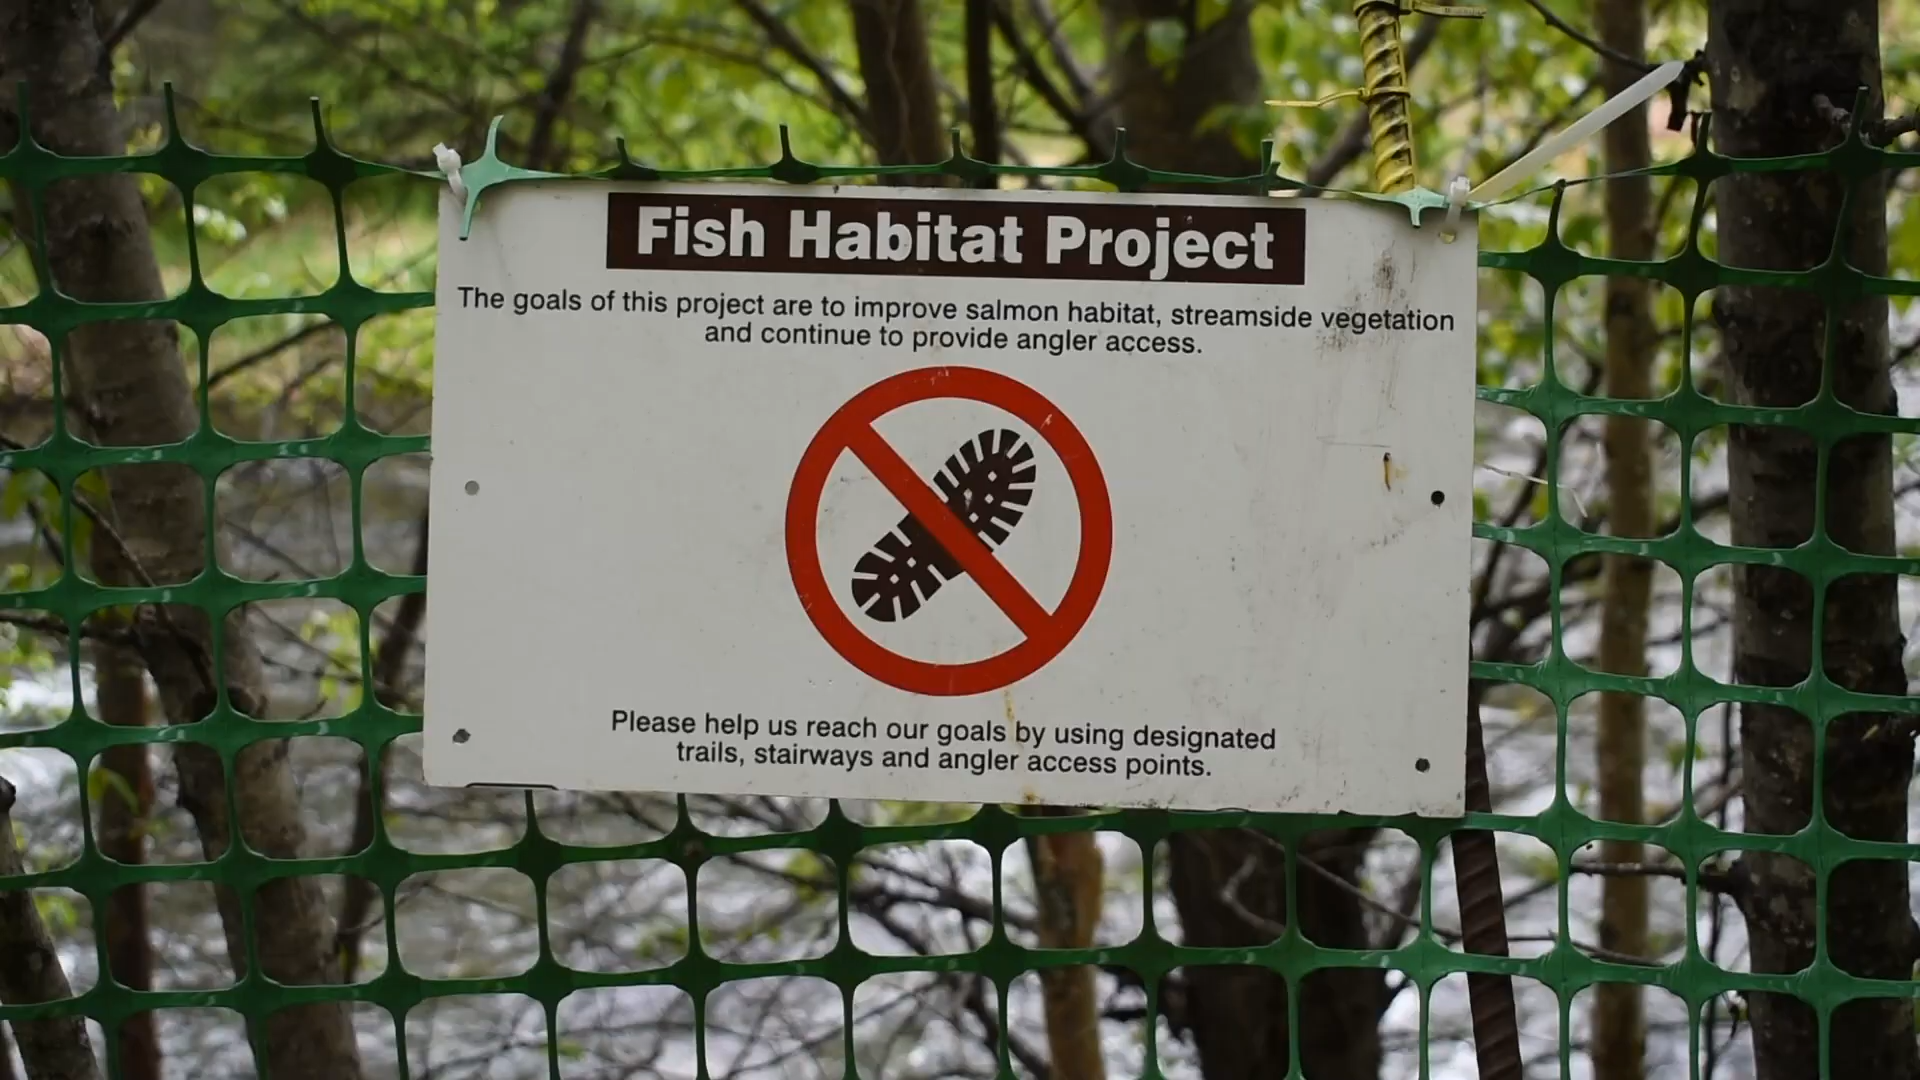 Fish Habitat Project
The goals of this project are to improve salmon habitat, streamside vegetation
and continue to provide angler access.
Please help us reach our goals by using designated
trails, stairways and angler access points.